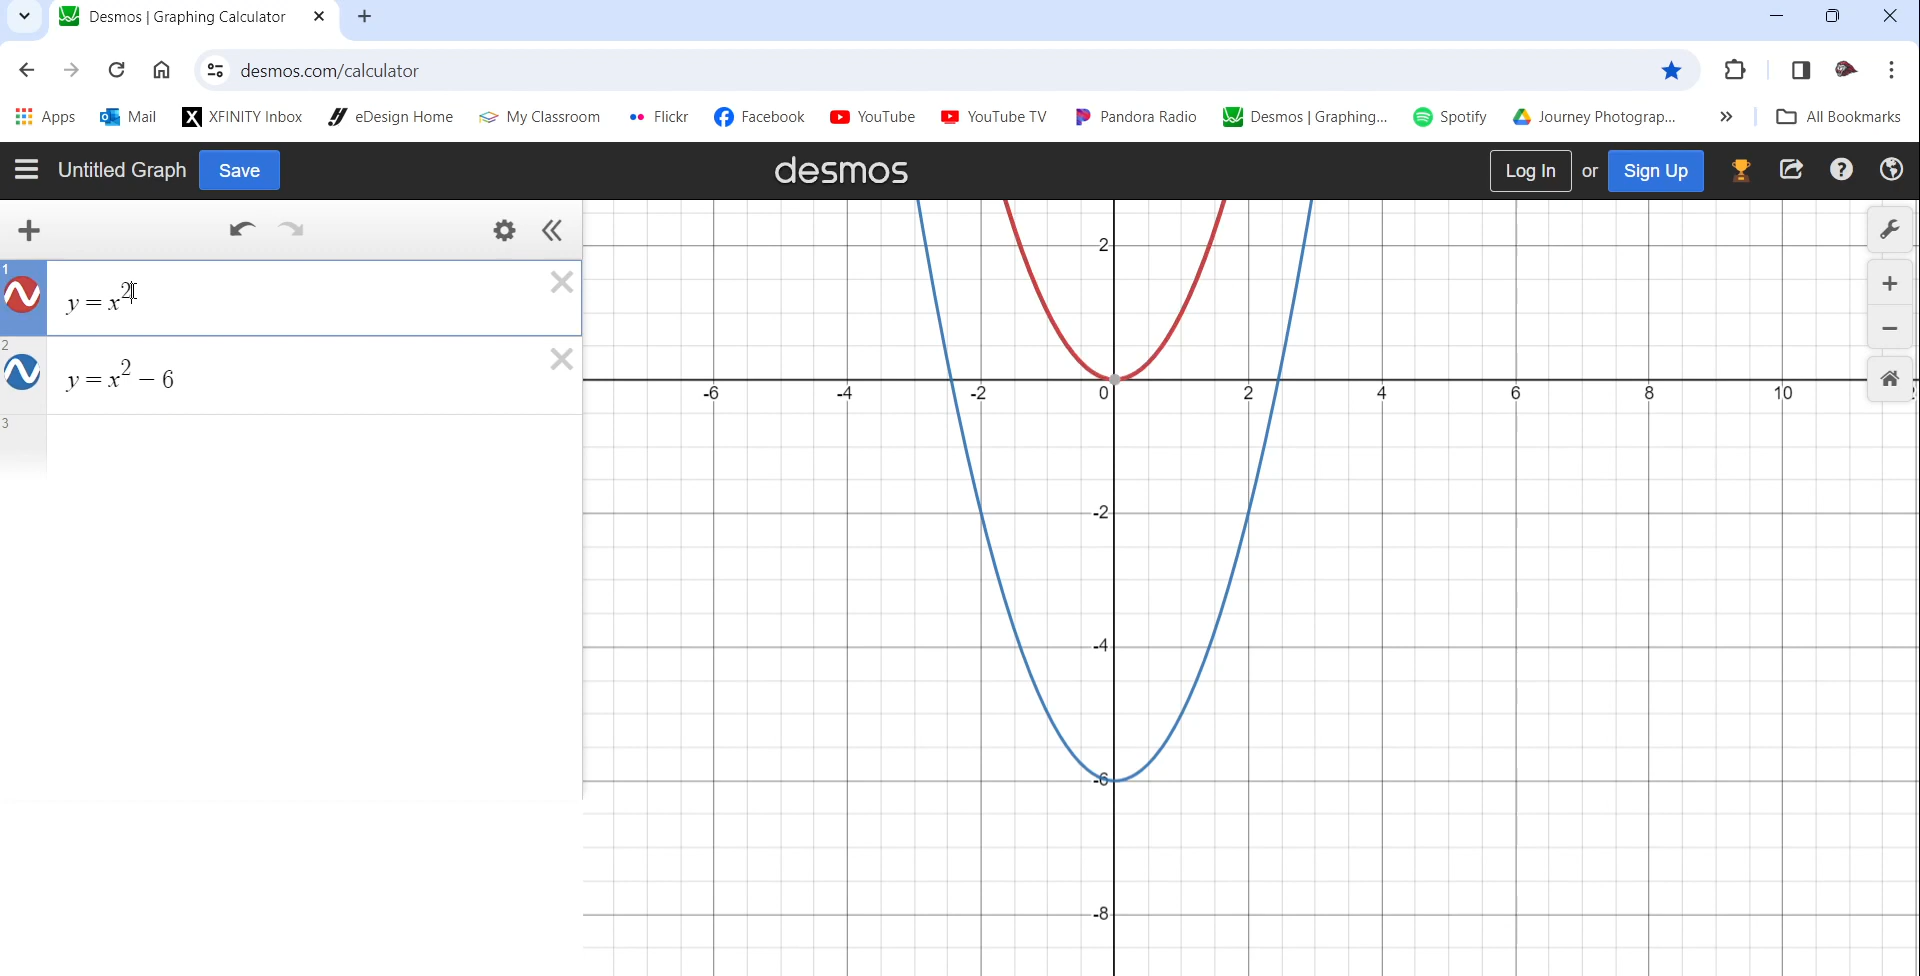 Desmos | Graphing Calculator
desmos.com/calculator
Apps Mail XFINITY Inbox eDesign Home My Classroom Flickr Facebook YouTube YouTube TV Pandora Radio Desmos | Graphing... Spotify Journey Photograp... » All Bookmarks
Untitled Graph Save desmos Log In or Sign Up
1
y = x²
2
y = x² − 6
3
2
-6 -4 -2 0 2 4 6 8 10
-2
-4
-6
-8